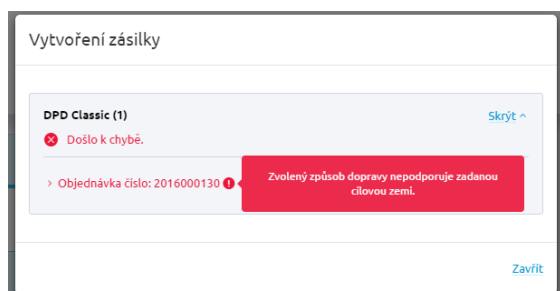 Vytvoření zásilky
DPD Classic (1)
Skrýt
Došlo k chybě.
Objednávka číslo: 2016000130
Zvolený způsob dopravy nepodporuje zadanou
cílovou zemi.
Zavřít